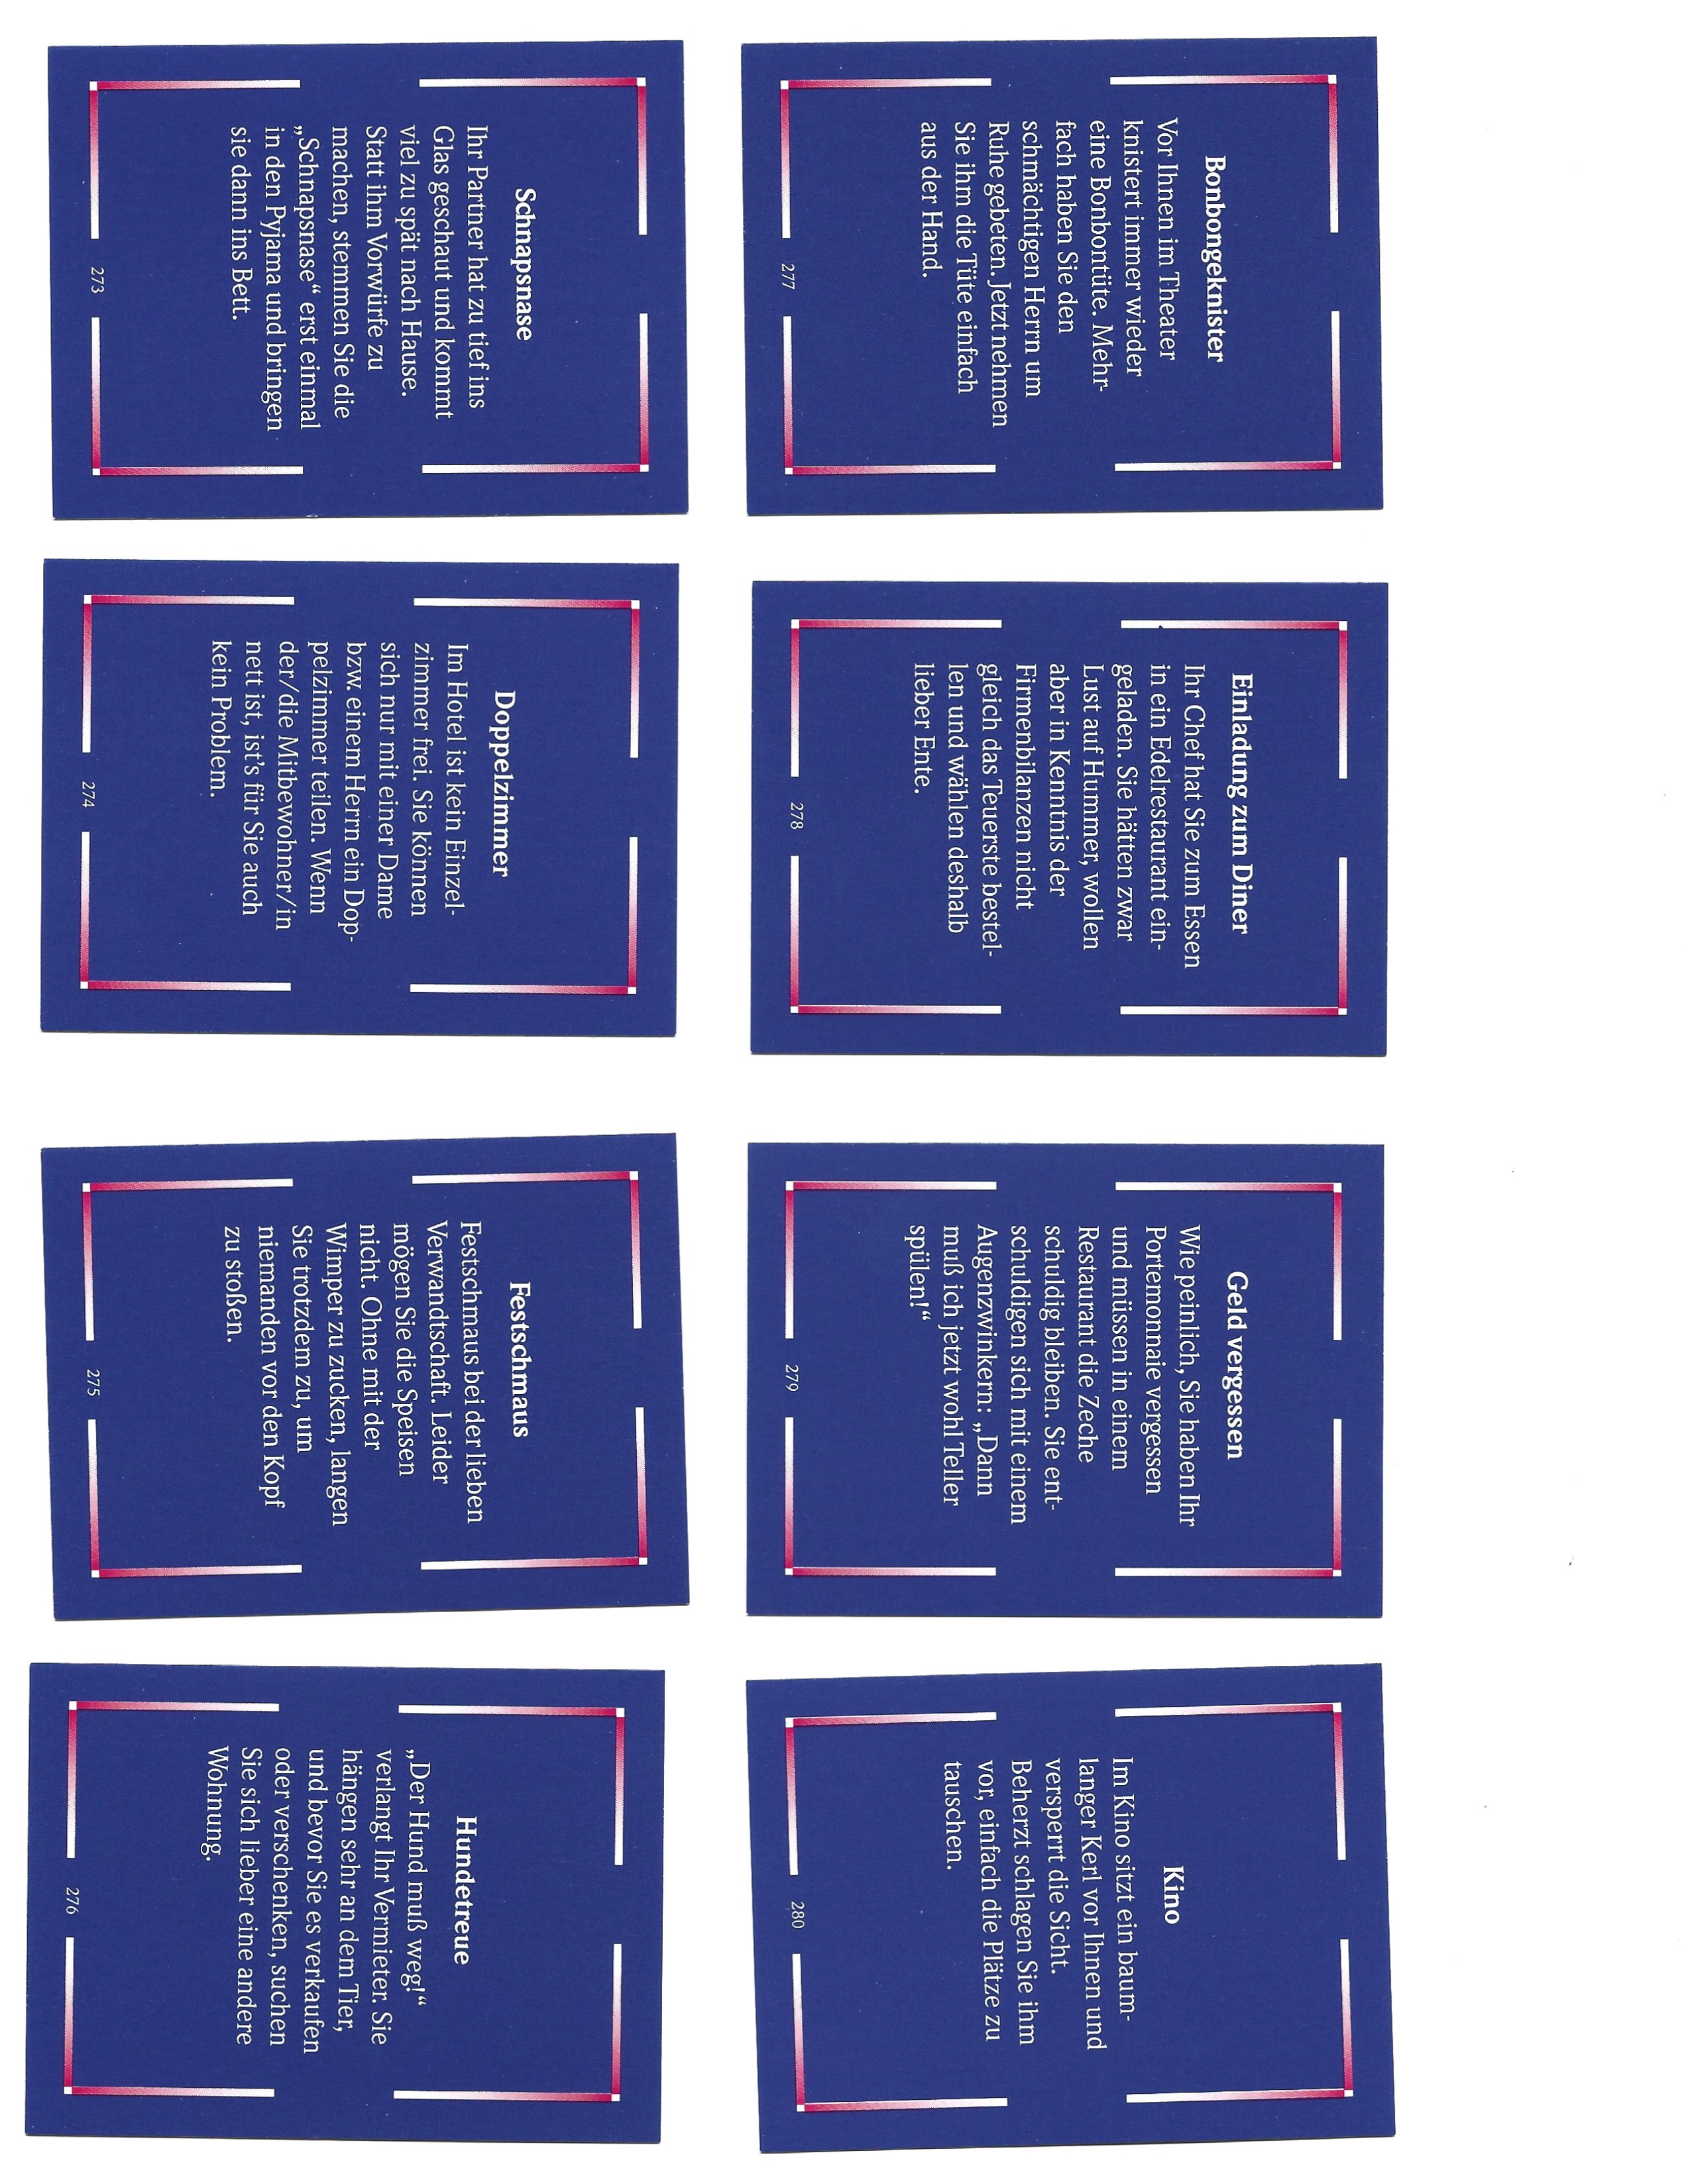 Schnapsnase
Ihr Partner hat zu tief ins
Glas geschaut und kommt
viel zu spät nach Hause.
Statt ihm Vorwürfe zu
machen, stemmen Sie die
„Schnapsnase“ erst einmal
in den Pyjama und bringen
sie dann ins Bett.
273
Doppelzimmer
Im Hotel ist kein Einzel-
zimmer frei. Sie können
sich nur mit einer Dame
bzw. einem Herrn ein Dop-
pelzimmer teilen. Wenn
der/die Mitbewohner/in
nett ist, ist’s für Sie auch
kein Problem.
274
Festschmaus
Festschmaus bei der lieben
Verwandtschaft. Leider
mögen Sie die Speisen
nicht. Ohne mit der
Wimper zu zucken, langen
Sie trotzdem zu, um
niemanden vor den Kopf
zu stoßen.
275
Hundetreue
„Der Hund muß weg!“
verlangt Ihr Vermieter. Sie
hängen sehr an dem Tier,
und bevor Sie es verkaufen
oder verschenken, suchen
Sie sich lieber eine andere
Wohnung.
276
Bonbongeknister
Vor Ihnen im Theater
knistert immer wieder
eine Bonbontüte. Mehr-
fach haben Sie den
schmächtigen Herrn um
Ruhe gebeten. Jetzt nehmen
Sie ihm die Tüte einfach
aus der Hand.
277
Einladung zum Diner
Ihr Chef hat Sie zum Essen
in ein Edelrestaurant ein-
geladen. Sie hätten zwar
Lust auf Hummer, wollen
aber in Kenntnis der
Firmenbilanzen nicht
gleich das Teuerste bestel-
len und wählen deshalb
lieber Ente.
278
Geld vergessen
Wie peinlich, Sie haben Ihr
Portemonnaie vergessen
und müssen in einem
Restaurant die Zeche
schuldig bleiben. Sie ent-
schuldigen sich mit einem
Augenzwinkern: „Dann
muß ich jetzt wohl Teller
spülen!“
279
Kino
Im Kino sitzt ein baum-
langer Kerl vor Ihnen und
versperrt die Sicht.
Beherzt schlagen Sie ihm
vor, einfach die Plätze zu
tauschen.
280